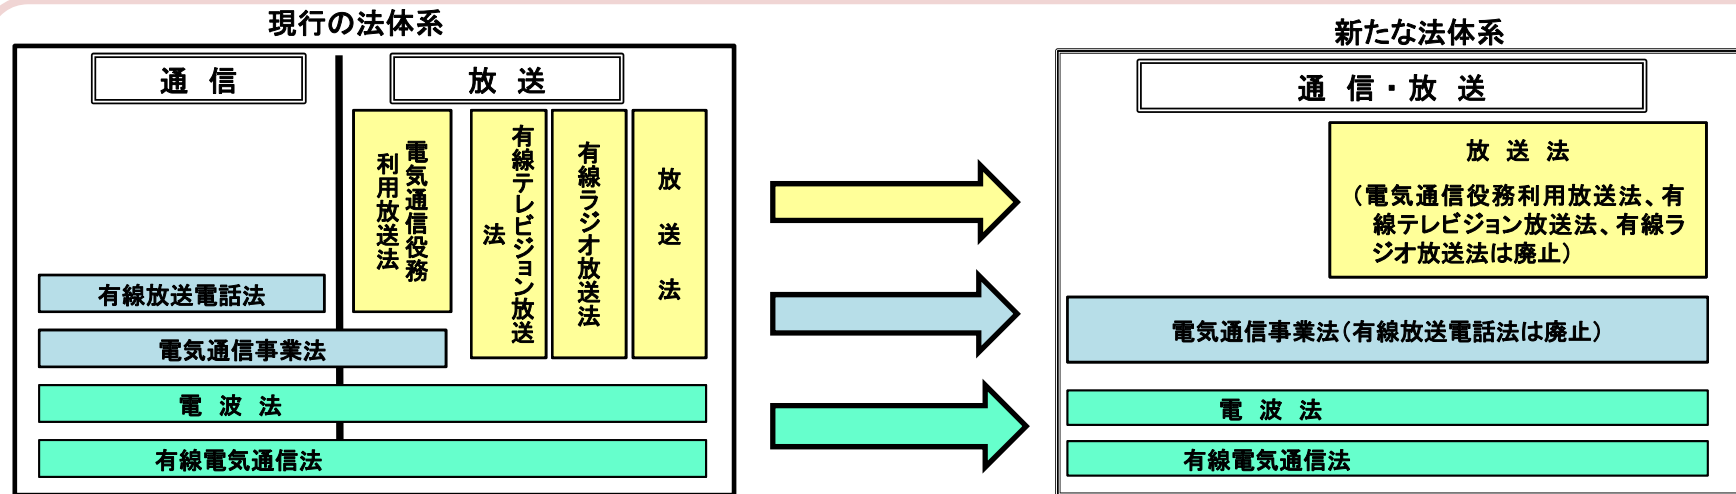 現行の法体系
通 信
放 送
電気通信役務
利用放送法
有線テレビジョン放送
法
有線ラジオ放送法
放 送 法
有線放送電話法
電気通信事業法
電 波 法
有線電気通信法
新たな法体系
通 信・放 送
放 送 法
（電気通信役務利用放送法、有
線テレビジョン放送法、有線ラ
ジオ放送法は廃止）
電気通信事業法（有線放送電話法は廃止）
電 波 法
有線電気通信法